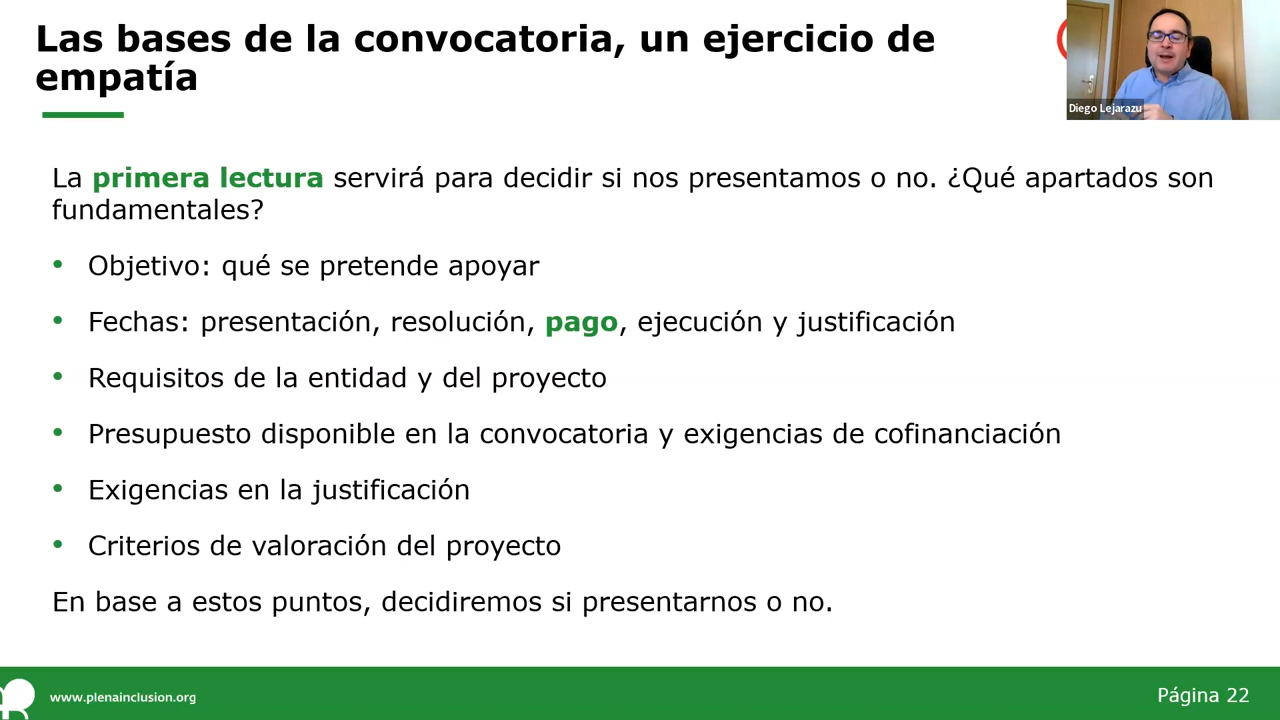 Las bases de la convocatoria, un ejercicio de
empatía
Diego Lejarazu
La primera lectura servirá para decidir si nos presentamos o no. ¿Qué apartados son
fundamentales?
• Objetivo: qué se pretende apoyar
• Fechas: presentación, resolución, pago, ejecución y justificación
• Requisitos de la entidad y del proyecto
• Presupuesto disponible en la convocatoria y exigencias de cofinanciación
• Exigencias en la justificación
• Criterios de valoración del proyecto
En base a estos puntos, decidiremos si presentarnos o no.
www.plenainclusion.org
Página 22